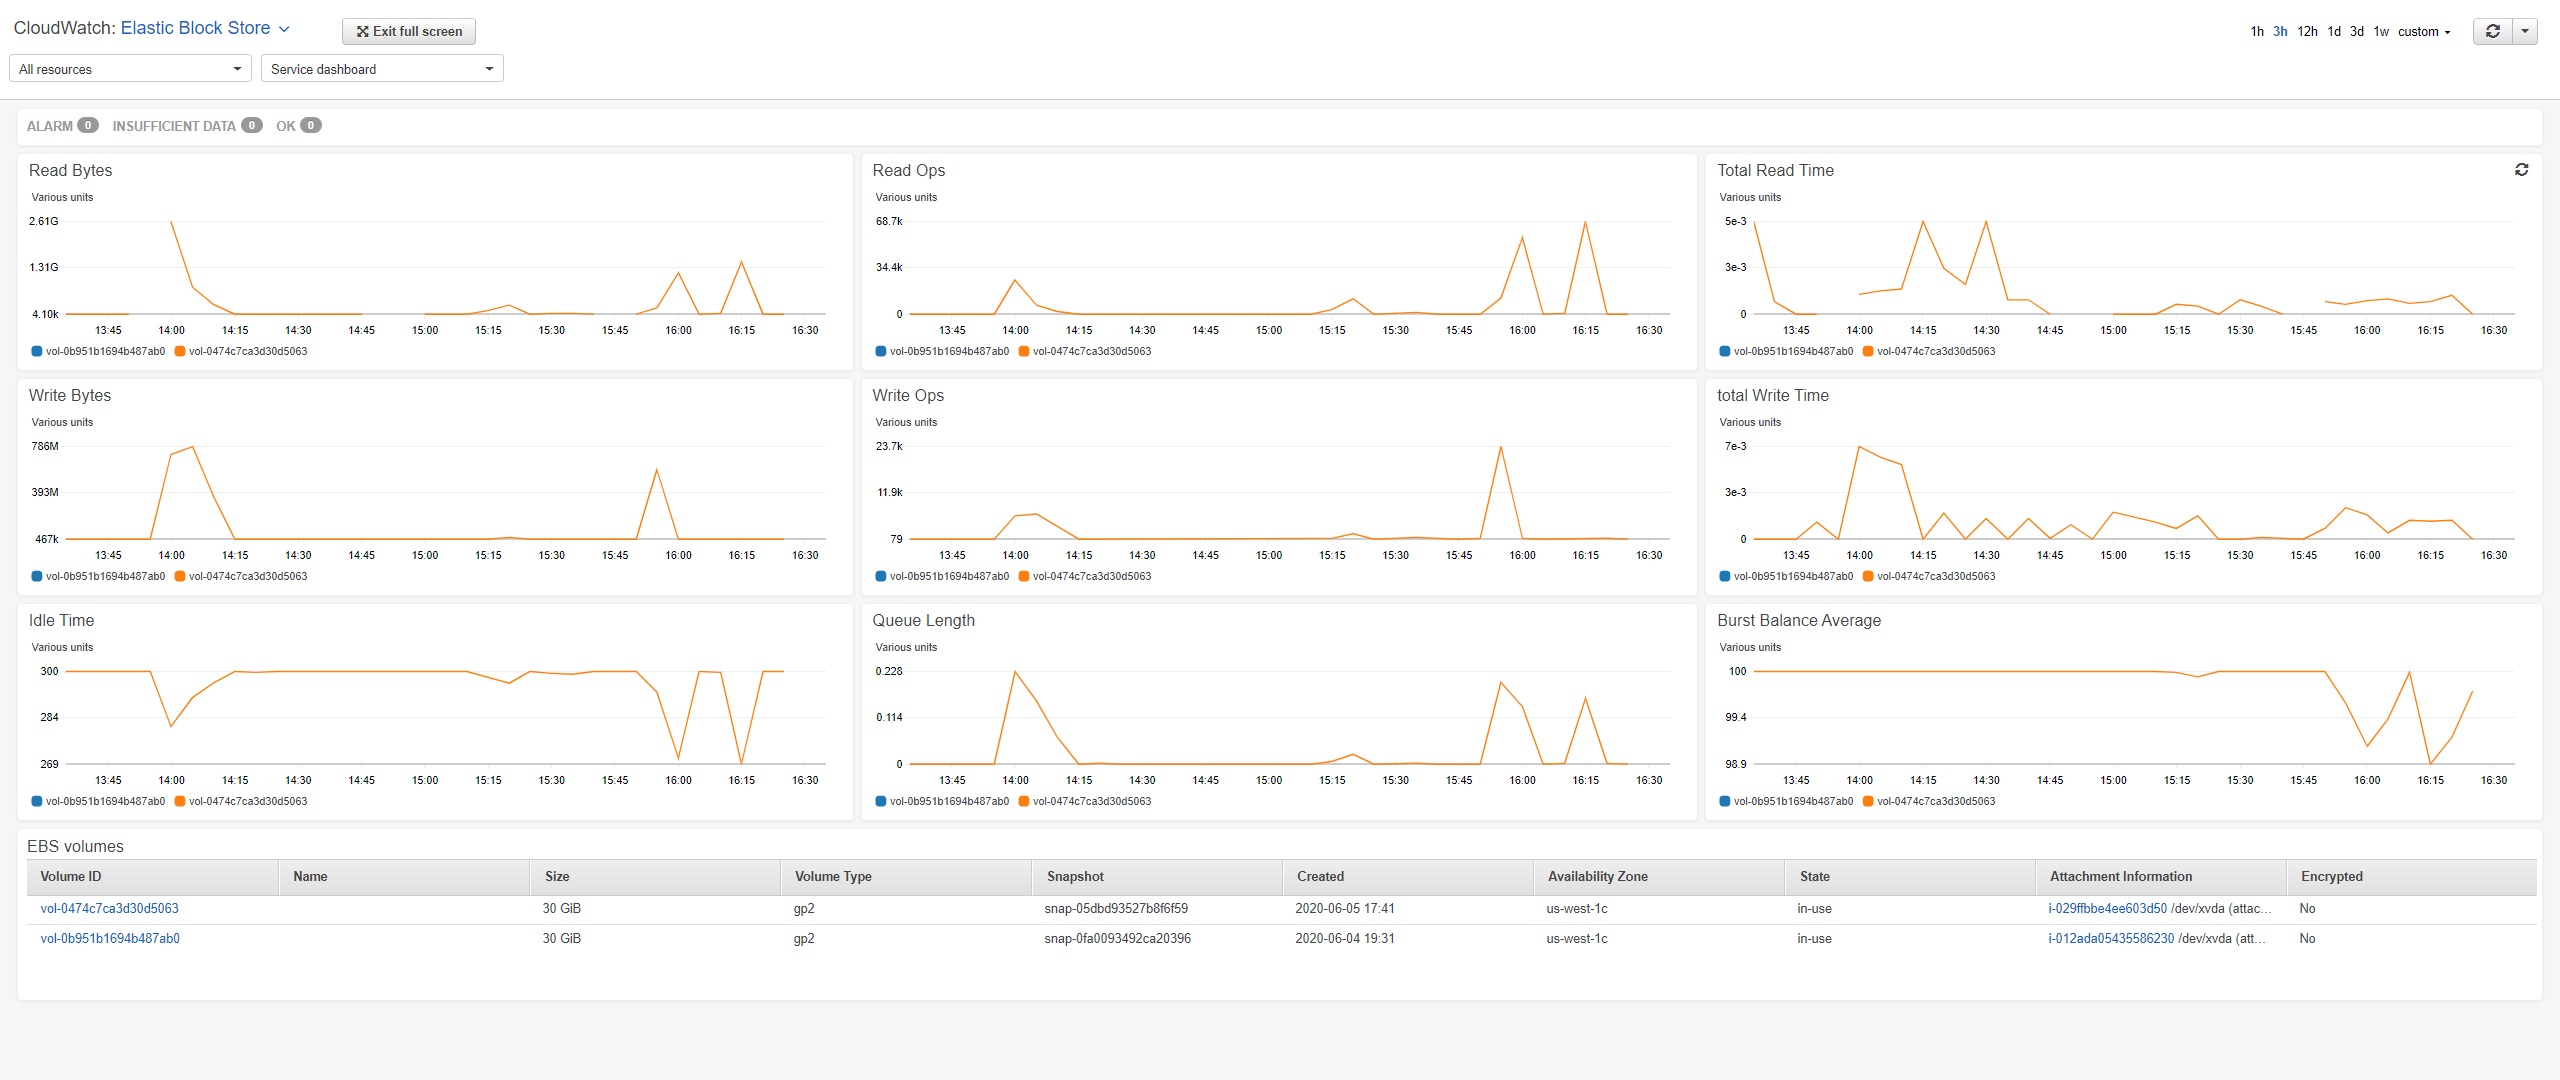 CloudWatch: Elastic Block Store
Exit full screen
1h 3h 12h 1d 3d 1w custom
All resources
Service dashboard
ALARM 0 INSUFFICIENT DATA 0 OK 0
Read Bytes
Various units
2.61G
1.31G
4.10k
13:45 14:00 14:15 14:30 14:45 15:00 15:15 15:30 15:45 16:00 16:15 16:30
vol-0b951b1694b487ab0 vol-0474c7ca3d30d5063
Read Ops
Various units
68.7k
34.4k
0
13:45 14:00 14:15 14:30 14:45 15:00 15:15 15:30 15:45 16:00 16:15 16:30
vol-0b951b1694b487ab0 vol-0474c7ca3d30d5063
Total Read Time
Various units
5e-3
3e-3
0
13:45 14:00 14:15 14:30 14:45 15:00 15:15 15:30 15:45 16:00 16:15 16:30
vol-0b951b1694b487ab0 vol-0474c7ca3d30d5063
Write Bytes
Various units
786M
393M
467k
13:45 14:00 14:15 14:30 14:45 15:00 15:15 15:30 15:45 16:00 16:15 16:30
vol-0b951b1694b487ab0 vol-0474c7ca3d30d5063
Write Ops
Various units
23.7k
11.9k
79
13:45 14:00 14:15 14:30 14:45 15:00 15:15 15:30 15:45 16:00 16:15 16:30
vol-0b951b1694b487ab0 vol-0474c7ca3d30d5063
total Write Time
Various units
7e-3
3e-3
0
13:45 14:00 14:15 14:30 14:45 15:00 15:15 15:30 15:45 16:00 16:15 16:30
vol-0b951b1694b487ab0 vol-0474c7ca3d30d5063
Idle Time
Various units
300
284
269
13:45 14:00 14:15 14:30 14:45 15:00 15:15 15:30 15:45 16:00 16:15 16:30
vol-0b951b1694b487ab0 vol-0474c7ca3d30d5063
Queue Length
Various units
0.228
0.114
0
13:45 14:00 14:15 14:30 14:45 15:00 15:15 15:30 15:45 16:00 16:15 16:30
vol-0b951b1694b487ab0 vol-0474c7ca3d30d5063
Burst Balance Average
Various units
100
99.4
98.9
13:45 14:00 14:15 14:30 14:45 15:00 15:15 15:30 15:45 16:00 16:15 16:30
vol-0b951b1694b487ab0 vol-0474c7ca3d30d5063
EBS volumes
Volume ID Name Size Volume Type Snapshot Created Availability Zone State Attachment Information Encrypted
vol-0474c7ca3d30d5063 30 GiB gp2 snap-05dbd93527b8f6f59 2020-06-05 17:41 us-west-1c in-use i-029ffbbe4ee603d50 /dev/xvda (attac... No
vol-0b951b1694b487ab0 30 GiB gp2 snap-0fa0093492ca20396 2020-06-04 19:31 us-west-1c in-use i-012ada05435586230 /dev/xvda (att... No